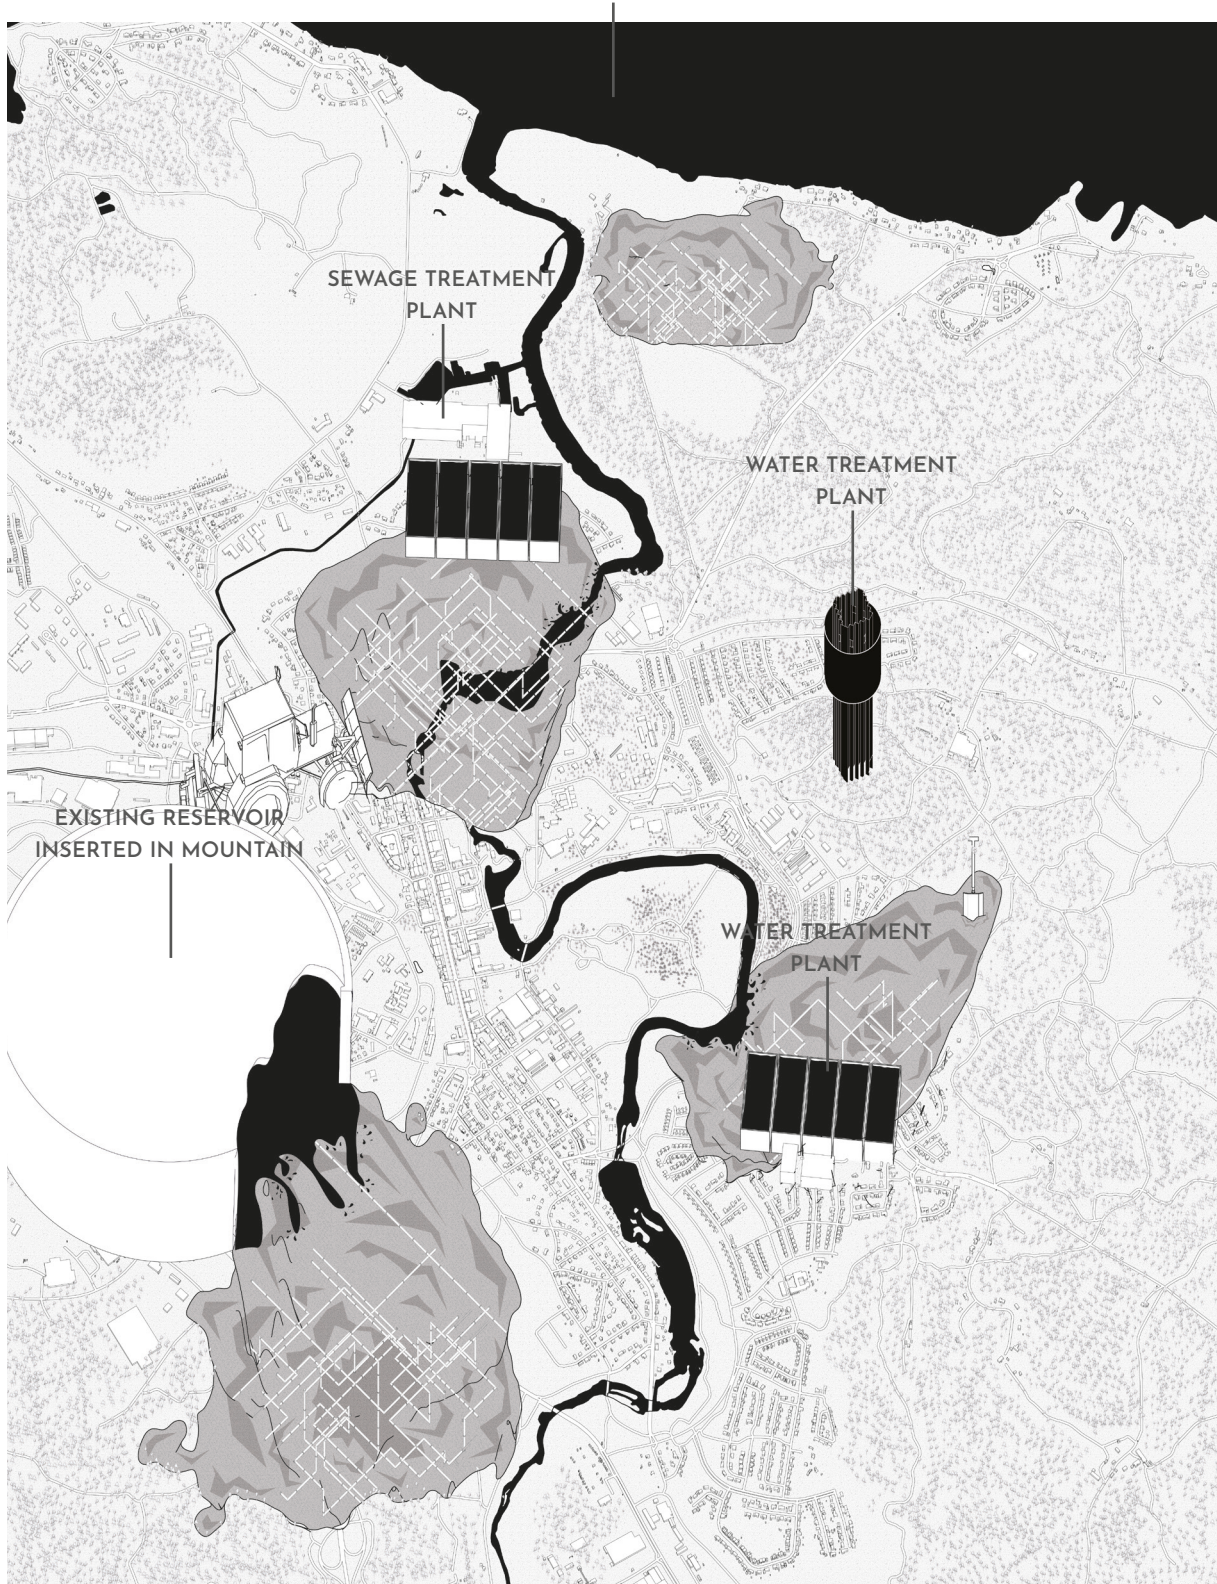 SEWAGE TREATMENT
PLANT
WATER TREATMENT
PLANT
EXISTING RESERVOIR
INSERTED IN MOUNTAIN
WATER TREATMENT
PLANT